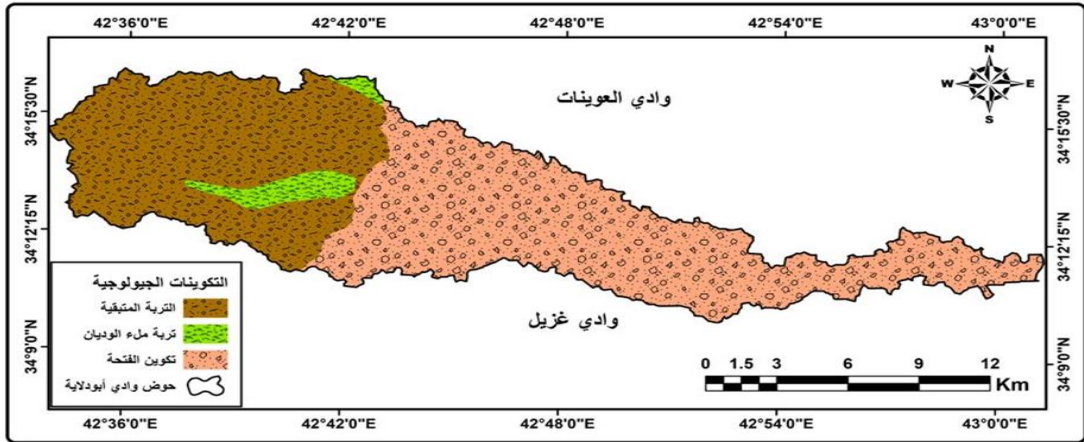 42°36'0"E 42°42'0"E 42°48'0"E 42°54'0"E 43°0'0"E
N
W E
S
وادي العوينات
34°15'30"N 34°15'30"N
34°12'15"N 34°12'15"N
34°9'0"N 34°9'0"N
وادي غزيل
التكوينات الجيولوجية
التربة المتبقية
تربة ملء الوديان
تكوين الفتحة
حوض وادي أبودلاية
0 1.5 3 6 9 12
Km
42°36'0"E 42°42'0"E 42°48'0"E 42°54'0"E 43°0'0"E